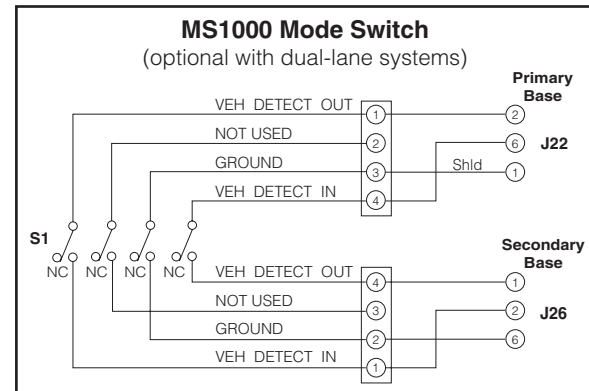 MS1000 Mode Switch
(optional with dual-lane systems)
Primary
Base
VEH DETECT OUT 1 2
NOT USED 2 6 J22
GROUND 3 Shld 1
VEH DETECT IN 4
S1
NC NC NC NC
Secondary
Base
VEH DETECT OUT 4 1
NOT USED 3 2 J26
GROUND 2 6
VEH DETECT IN 1